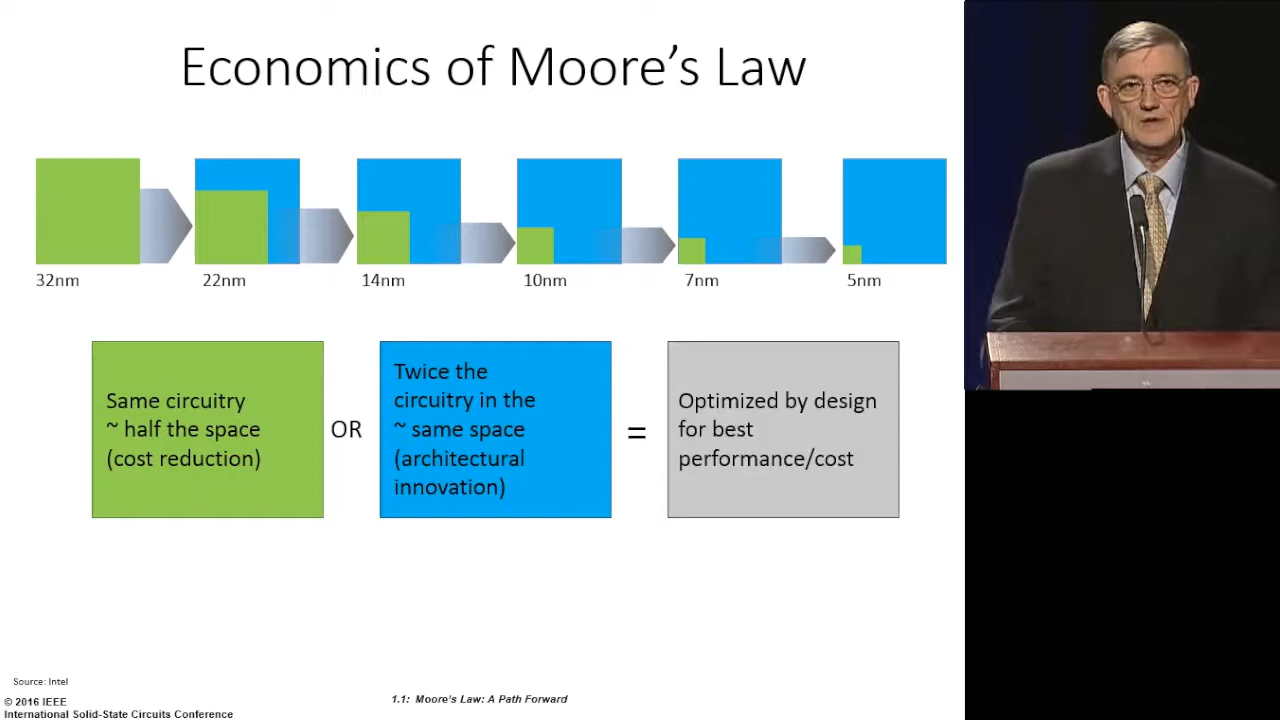 Economics of Moore's Law
32nm
22nm
14nm
10nm
7nm
5nm
Same circuitry
~ half the space
(cost reduction)
OR
Twice the
circuitry in the
~ same space
(architectural
innovation)
=
Optimized by design
for best
performance/cost
Source: Intel
© 2016 IEEE
International Solid-State Circuits Conference
1.1: Moore's Law: A Path Forward